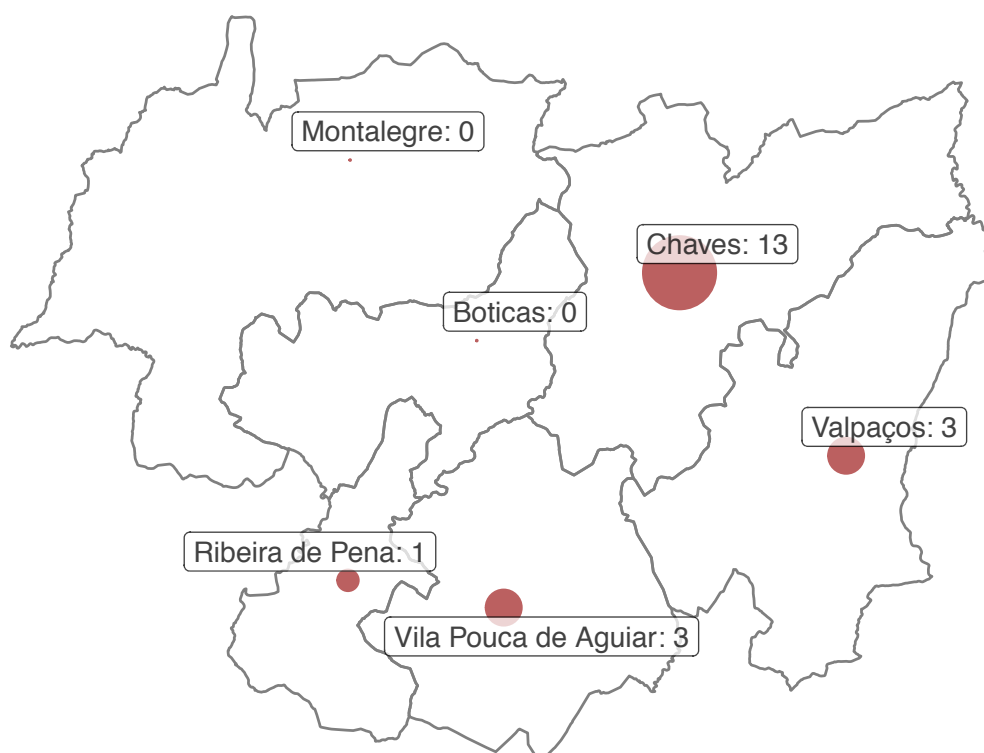 Montalegre: 0
Chaves: 13
Boticas: 0
Valpaços: 3
Ribeira de Pena: 1
Vila Pouca de Aguiar: 3